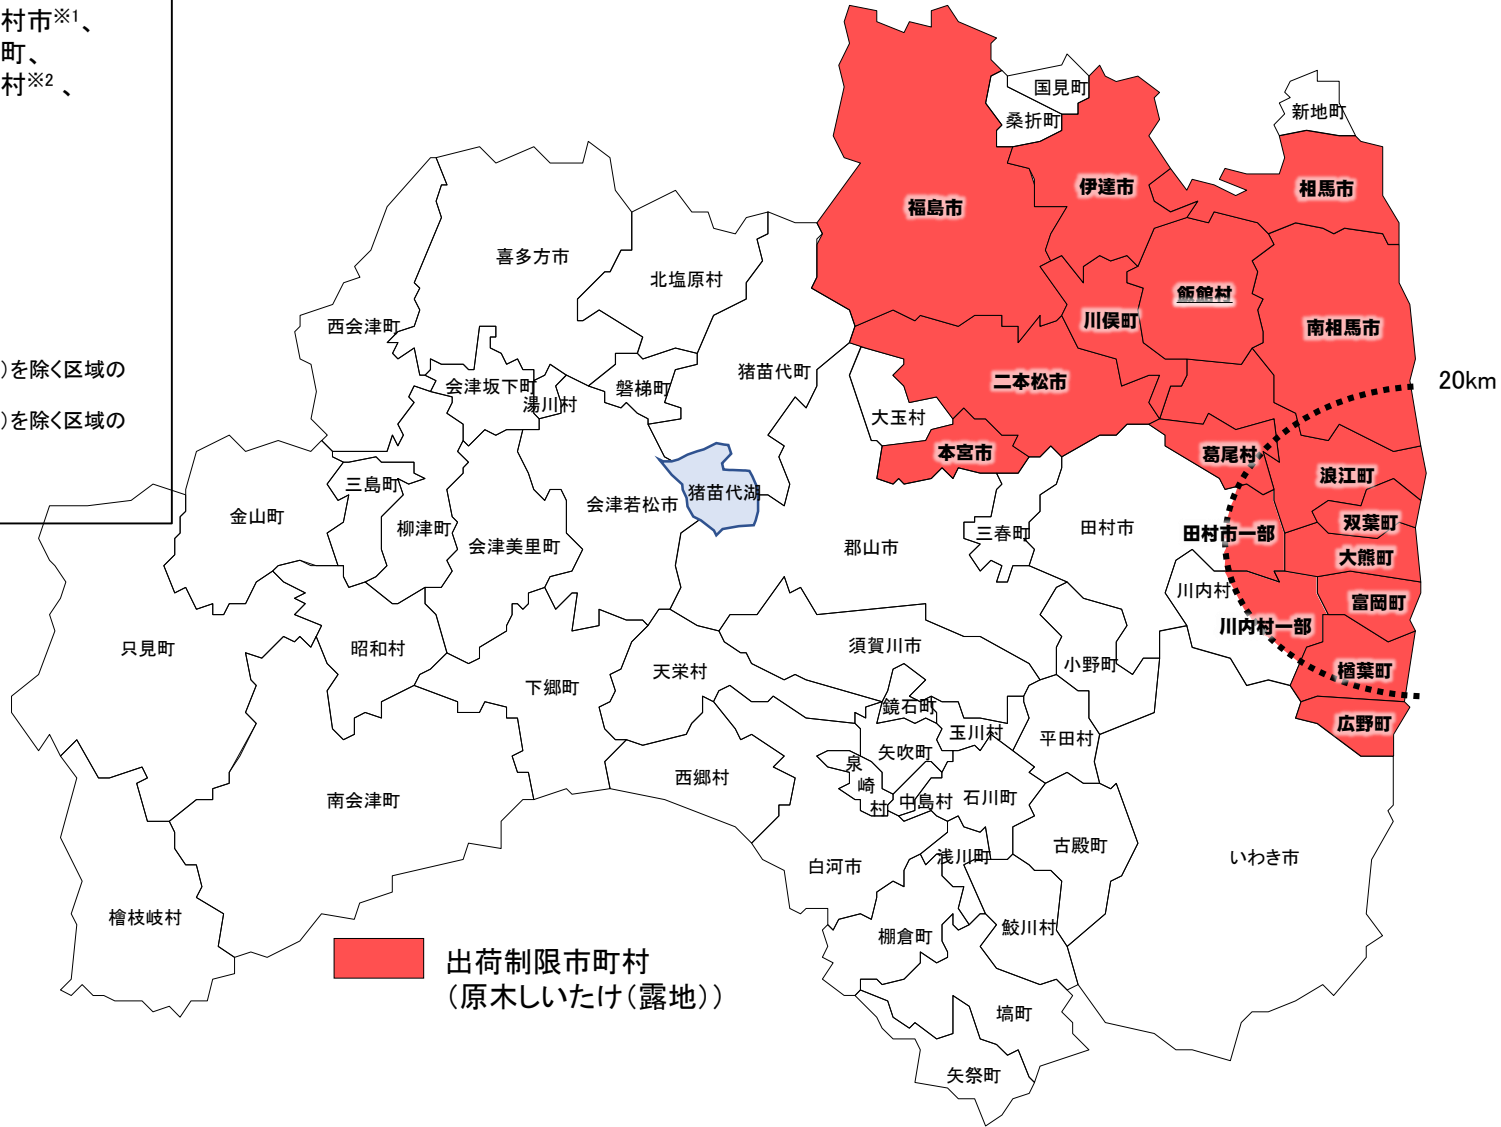 村市※1、
町、
村※2 、
)を除く区域の
)を除く区域の
国見町
桑折町
新地町
伊達市
相馬市
福島市
喜多方市
北塩原村
飯館村
西会津町
川俣町
南相馬市
猪苗代町
二本松市
20km
会津坂下町
磐梯町
湯川村
大玉村
本宮市
葛尾村
浪江町
三島町
猪苗代湖
会津若松市
金山町
柳津町
双葉町
田村市
三春町
田村市一部
会津美里町
郡山市
大熊町
川内村
富岡町
川内村一部
只見町
昭和村
須賀川市
天栄村
小野町
楢葉町
下郷町
鏡石町
広野町
玉川村
平田村
矢吹町
泉
崎
村
西郷村
南会津町
中島村
石川町
古殿町
浅川町
いわき市
白河市
檜枝岐村
棚倉町
鮫川村
出荷制限市町村
(原木しいたけ(露地))
塙町
矢祭町